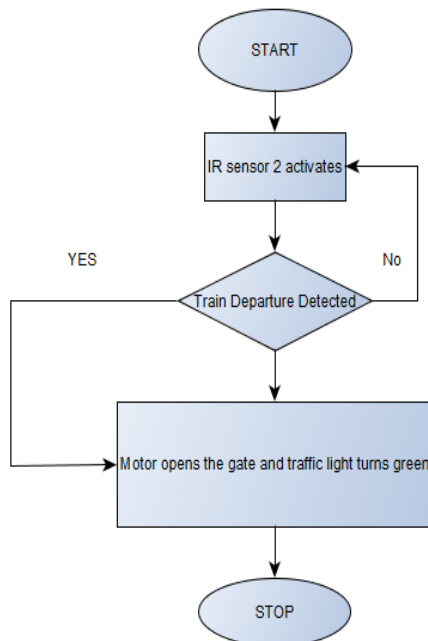 START
IR sensor 2 activates
YES
No
Train Departure Detected
Motor opens the gate and traffic light turns green
STOP